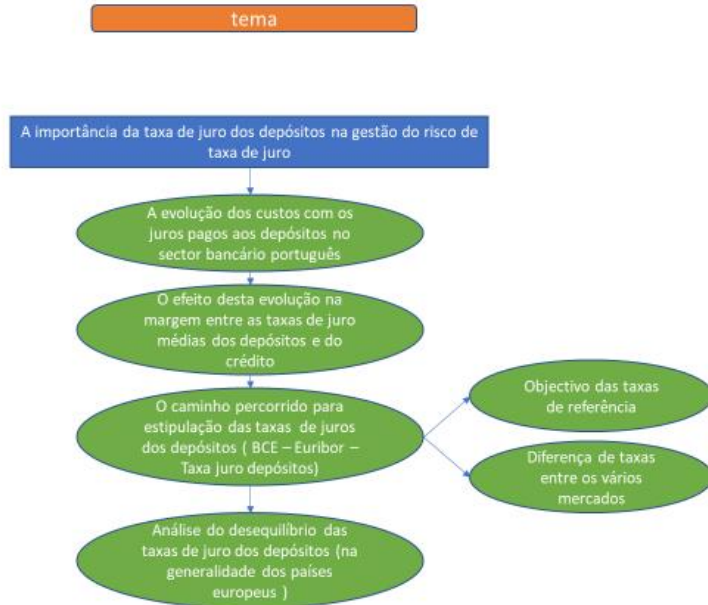 tema
A importância da taxa de juro dos depósitos na gestão do risco de
taxa de juro
A evolução dos custos com os
juros pagos aos depósitos no
sector bancário português
O efeito desta evolução na
margem entre as taxas de juro
médias dos depósitos e do
crédito
O caminho percorrido para
estipulação das taxas de juros
dos depósitos ( BCE – Euribor –
Taxa juro depósitos)
Objectivo das taxas
de referência
Diferença de taxas
entre os vários
mercados
Análise do desequilíbrio das
taxas de juro dos depósitos (na
generalidade dos países
europeus )